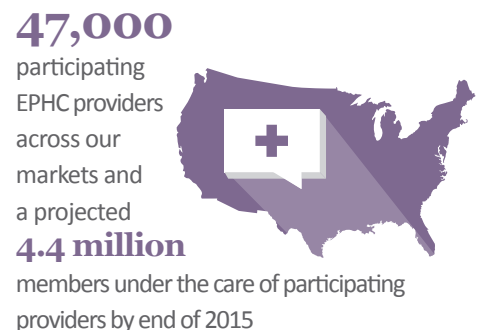 47,000
participating
EPHC providers
across our
markets and
a projected
4.4 million
members under the care of participating
providers by end of 2015